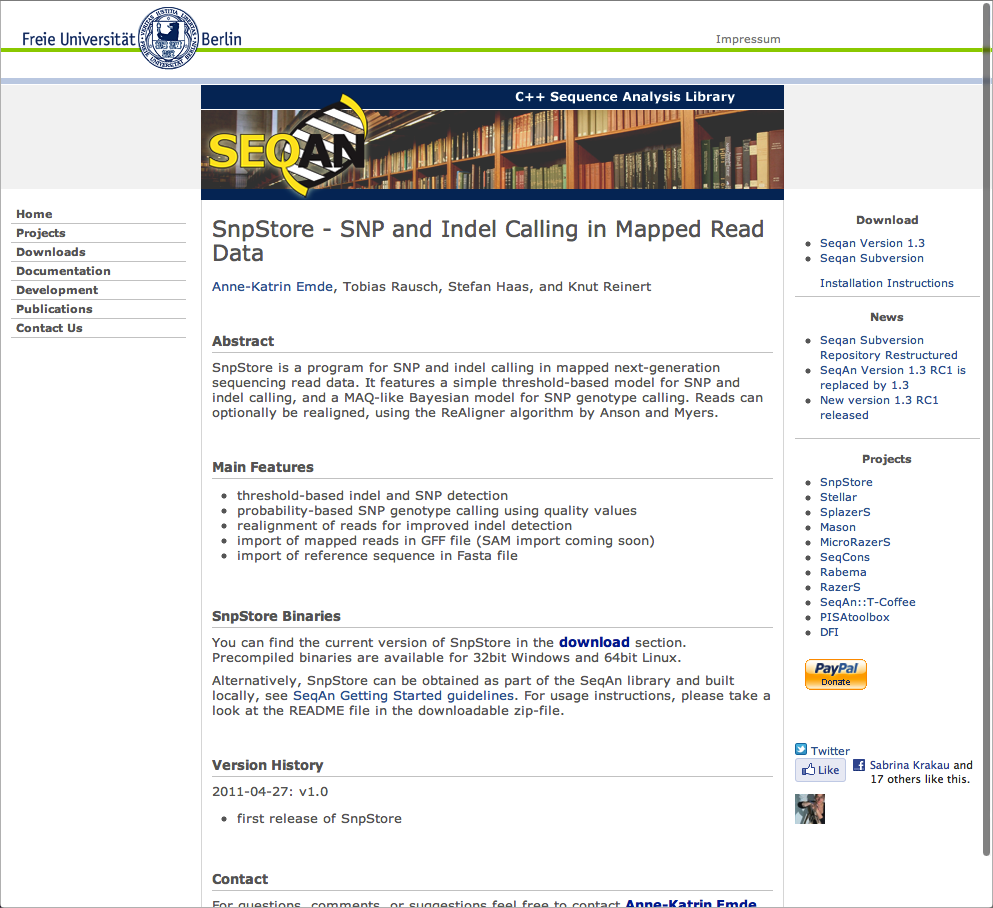 Freie Universität Berlin
Impressum
C++ Sequence Analysis Library
SEQAN
Home
Projects
Downloads
Documentation
Development
Publications
Contact Us
SnpStore - SNP and Indel Calling in Mapped Read
Data
Anne-Katrin Emde, Tobias Rausch, Stefan Haas, and Knut Reinert
Abstract
SnpStore is a program for SNP and indel calling in mapped next-generation
sequencing read data. It features a simple threshold-based model for SNP and
indel calling, and a MAQ-like Bayesian model for SNP genotype calling. Reads can
optionally be realigned, using the ReAligner algorithm by Anson and Myers.
Main Features
threshold-based indel and SNP detection
probability-based SNP genotype calling using quality values
realignment of reads for improved indel detection
import of mapped reads in GFF file (SAM import coming soon)
import of reference sequence in Fasta file
SnpStore Binaries
You can find the current version of SnpStore in the download section.
Precompiled binaries are available for 32bit Windows and 64bit Linux.
Alternatively, SnpStore can be obtained as part of the SeqAn library and built
locally, see SeqAn Getting Started guidelines. For usage instructions, please take a
look at the README file in the downloadable zip-file.
Version History
2011-04-27: v1.0
first release of SnpStore
Contact
For questions, comments, or suggestions feel free to contact Anne-Katrin Emde
Download
Seqan Version 1.3
Seqan Subversion
Installation Instructions
News
Seqan Subversion
Repository Restructured
SeqAn Version 1.3 RC1 is
replaced by 1.3
New version 1.3 RC1
released
Projects
SnpStore
Stellar
SplazerS
Mason
MicroRazerS
SeqCons
Rabema
RazerS
SeqAn::T-Coffee
PISAtoolbox
DFI
PayPal
Donate
Twitter
Like
Sabrina Krakau and
17 others like this.